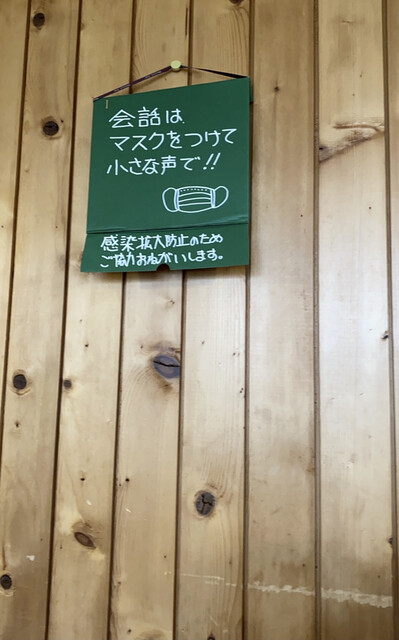 会話は、
マスクをつけて
小さな声で!!
感染拡大防止のため
ご協力おねがいします。